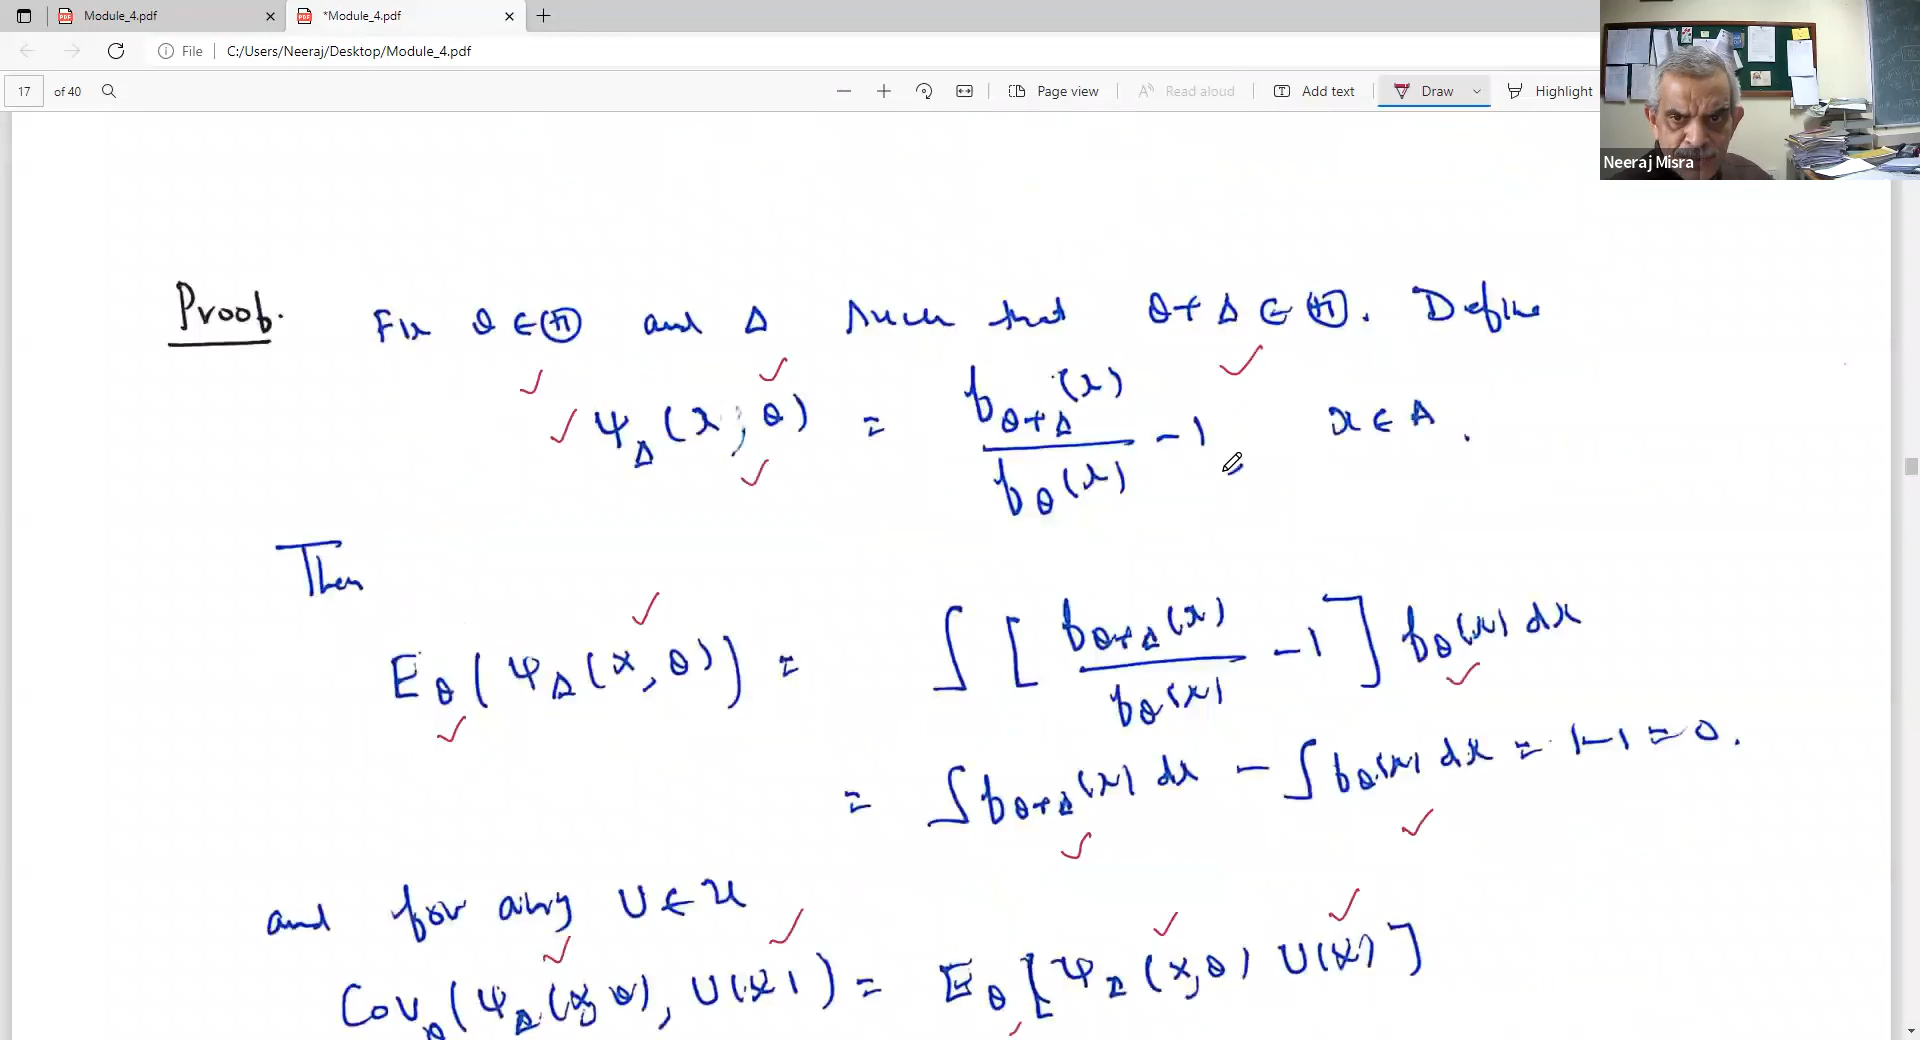 Module_4.pdf
*Module_4.pdf
File C:/Users/Neeraj/Desktop/Module_4.pdf
17 of 40 Page view Read aloud Add text Draw Highlight
Neeraj Misra
Proof. Fix θ ∈ Ⓗ and Δ such that θ+Δ ∈ Ⓗ. Define
ψ_Δ(x; θ) = f_{θ+Δ}(x) / f_θ(x) − 1, x ∈ A.
Then
E_θ(ψ_Δ(X, θ)) = ∫ [ f_{θ+Δ}(x) / f_θ(x) − 1 ] f_θ(x) dx
= ∫ f_{θ+Δ}(x) dx − ∫ f_θ(x) dx = 1−1 = 0.
and for any U ∈ 𝒰
Cov_θ(ψ_Δ(X, θ), U(X)) = E_θ[ψ_Δ(X, θ) U(X)]